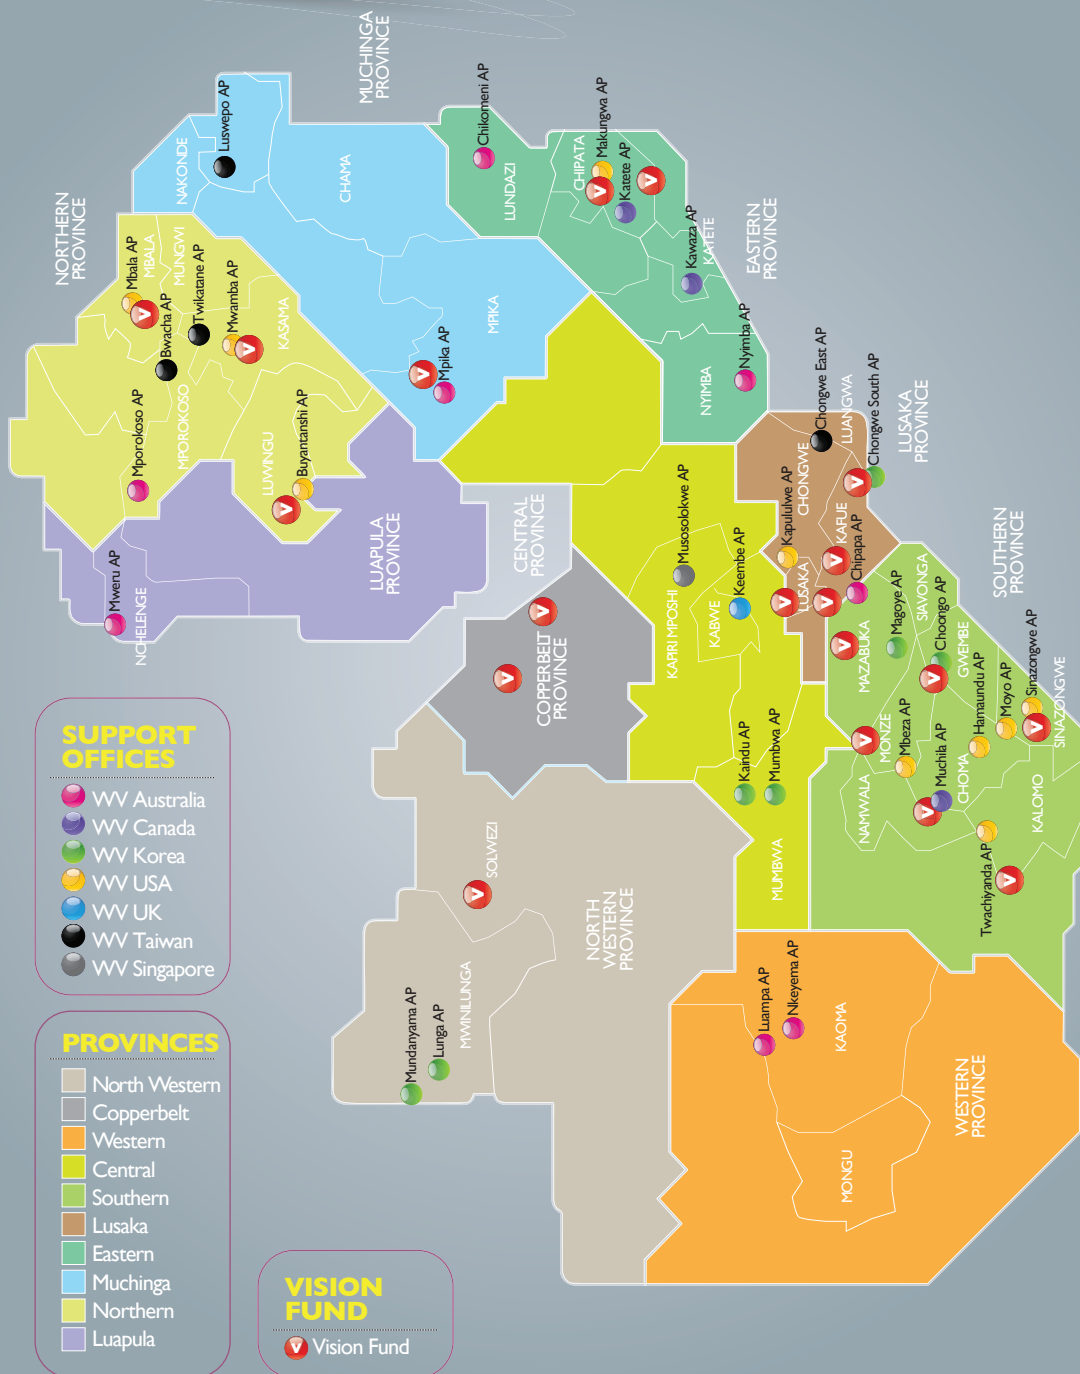 SUPPORT
OFFICES
WV Australia
WV Canada
WV Korea
WV USA
WV UK
WV Taiwan
WV Singapore
PROVINCES
North Western
Copperbelt
Western
Central
Southern
Lusaka
Eastern
Muchinga
Northern
Luapula
VISION
FUND
V Vision Fund
NORTHERN
PROVINCE
Mbala AP
MBALA
V
MUNGWI
Bwacha AP
Twikatane AP
Mwamba AP
V
KASAMA
Mporokoso AP
MPOROKOSO
LUWINGU
Buyantanshi AP
V
MUCHINGA
PROVINCE
NAKONDE
Luswepo AP
CHAMA
MPIKA
V
Mpika AP
Mweru AP
NCHELENGE
LUAPULA
PROVINCE
EASTERN
PROVINCE
Chikomeni AP
LUNDAZI
CHIPATA
Makungwa AP
V
Katete AP
V
Kawaza AP
KATETE
NYIMBA
Nyimba AP
CENTRAL
PROVINCE
Musosolokwe AP
KAPIRI MPOSHI
KABWE
Keembe AP
Kaindu AP
Mumbwa AP
MUMBWA
COPPERBELT
PROVINCE
V
V
LUSAKA
PROVINCE
Chongwe East AP
LUANGWA
Chongwe South AP
CHONGWE
V
Kapululwe AP
KAFUE
V
LUSAKA
V
V
Chipapa AP
SOUTHERN
PROVINCE
SIAVONGA
Magoye AP
MAZABUKA
V
Choongo AP
V
GWEMBE
Hamaundu AP
Moyo AP
Sinazongwe AP
V
SINAZONGWE
MONZE
V
Mbeza AP
Muchila AP
V
CHOMA
NAMWALA
KALOMO
Twachiyanda AP
V
NORTH
WESTERN
PROVINCE
SOLWEZI
V
MWINILUNGA
Mundanyama AP
Lunga AP
WESTERN
PROVINCE
Luampa AP
Nkeyema AP
KAOMA
MONGU